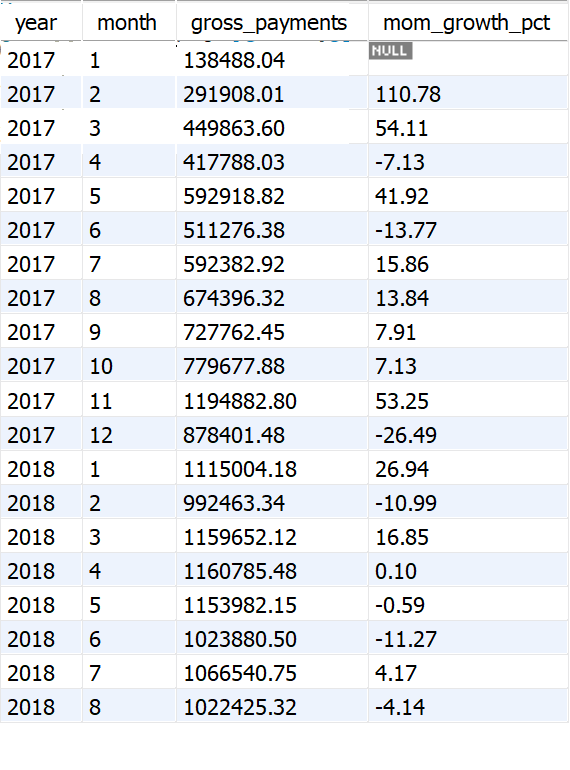 year month gross_payments mom_growth_pct
2017 1 138488.04 NULL
2017 2 291908.01 110.78
2017 3 449863.60 54.11
2017 4 417788.03 -7.13
2017 5 592918.82 41.92
2017 6 511276.38 -13.77
2017 7 592382.92 15.86
2017 8 674396.32 13.84
2017 9 727762.45 7.91
2017 10 779677.88 7.13
2017 11 1194882.80 53.25
2017 12 878401.48 -26.49
2018 1 1115004.18 26.94
2018 2 992463.34 -10.99
2018 3 1159652.12 16.85
2018 4 1160785.48 0.10
2018 5 1153982.15 -0.59
2018 6 1023880.50 -11.27
2018 7 1066540.75 4.17
2018 8 1022425.32 -4.14